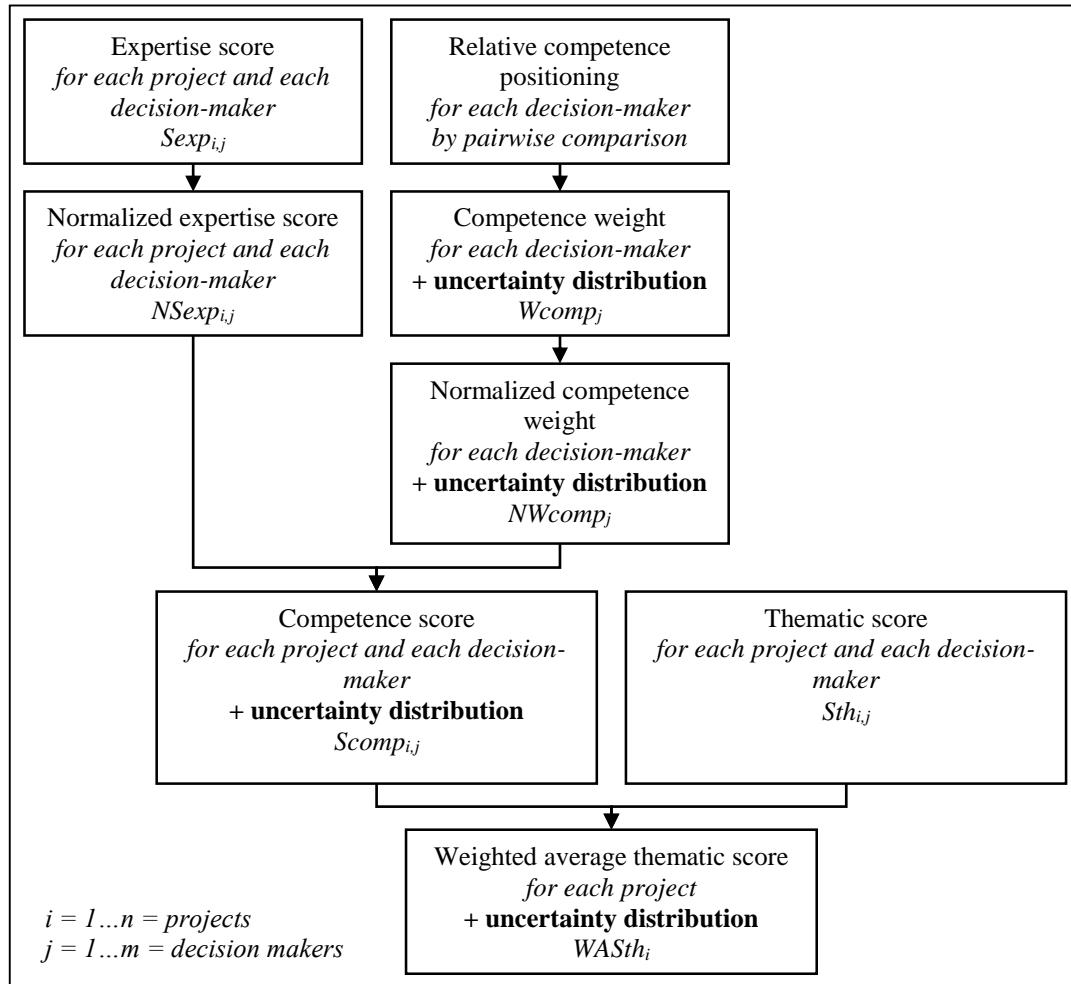 Expertise score
for each project and each
decision-maker
Sexpi,j
Relative competence
positioning
for each decision-maker
by pairwise comparison
Normalized expertise score
for each project and each
decision-maker
NSexpi,j
Competence weight
for each decision-maker
+ uncertainty distribution
Wcompj
Normalized competence
weight
for each decision-maker
+ uncertainty distribution
NWcompj
Competence score
for each project and each decision-
maker
+ uncertainty distribution
Scompi,j
Thematic score
for each project and each decision-
maker
Sthi,j
Weighted average thematic score
for each project
+ uncertainty distribution
WASthi
i = 1…n = projects
j = 1…m = decision makers